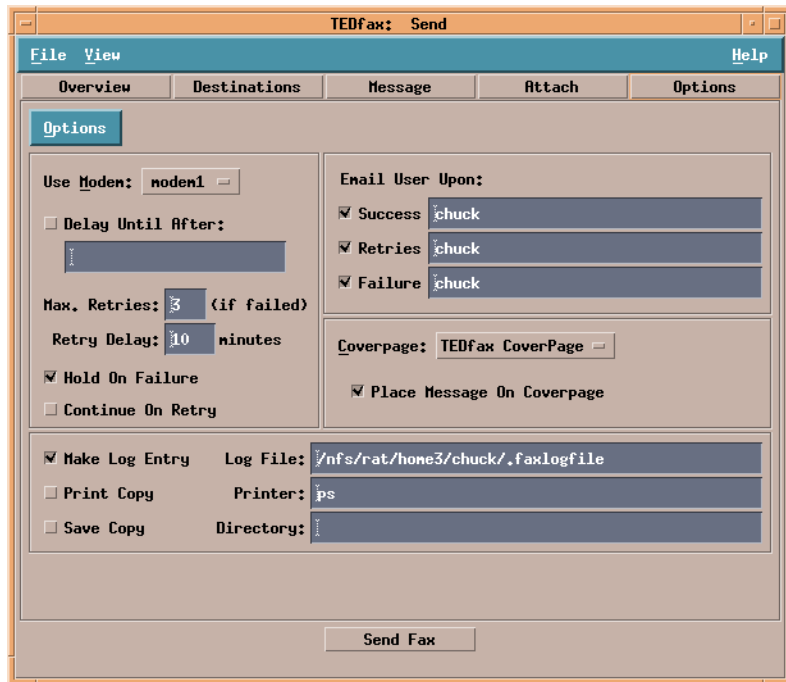 TEDfax: Send
File View Help
Overview Destinations Message Attach Options
Options
Use Modem: modem1
Delay Until After:
Max. Retries: 3 (if failed)
Retry Delay: 10 minutes
Hold On Failure
Continue On Retry
Email User Upon:
Success chuck
Retries chuck
Failure chuck
Coverpage: TEDfax CoverPage
Place Message On Coverpage
Make Log Entry Log File: /nfs/rat/home3/chuck/.faxlogfile
Print Copy Printer: ps
Save Copy Directory:
Send Fax